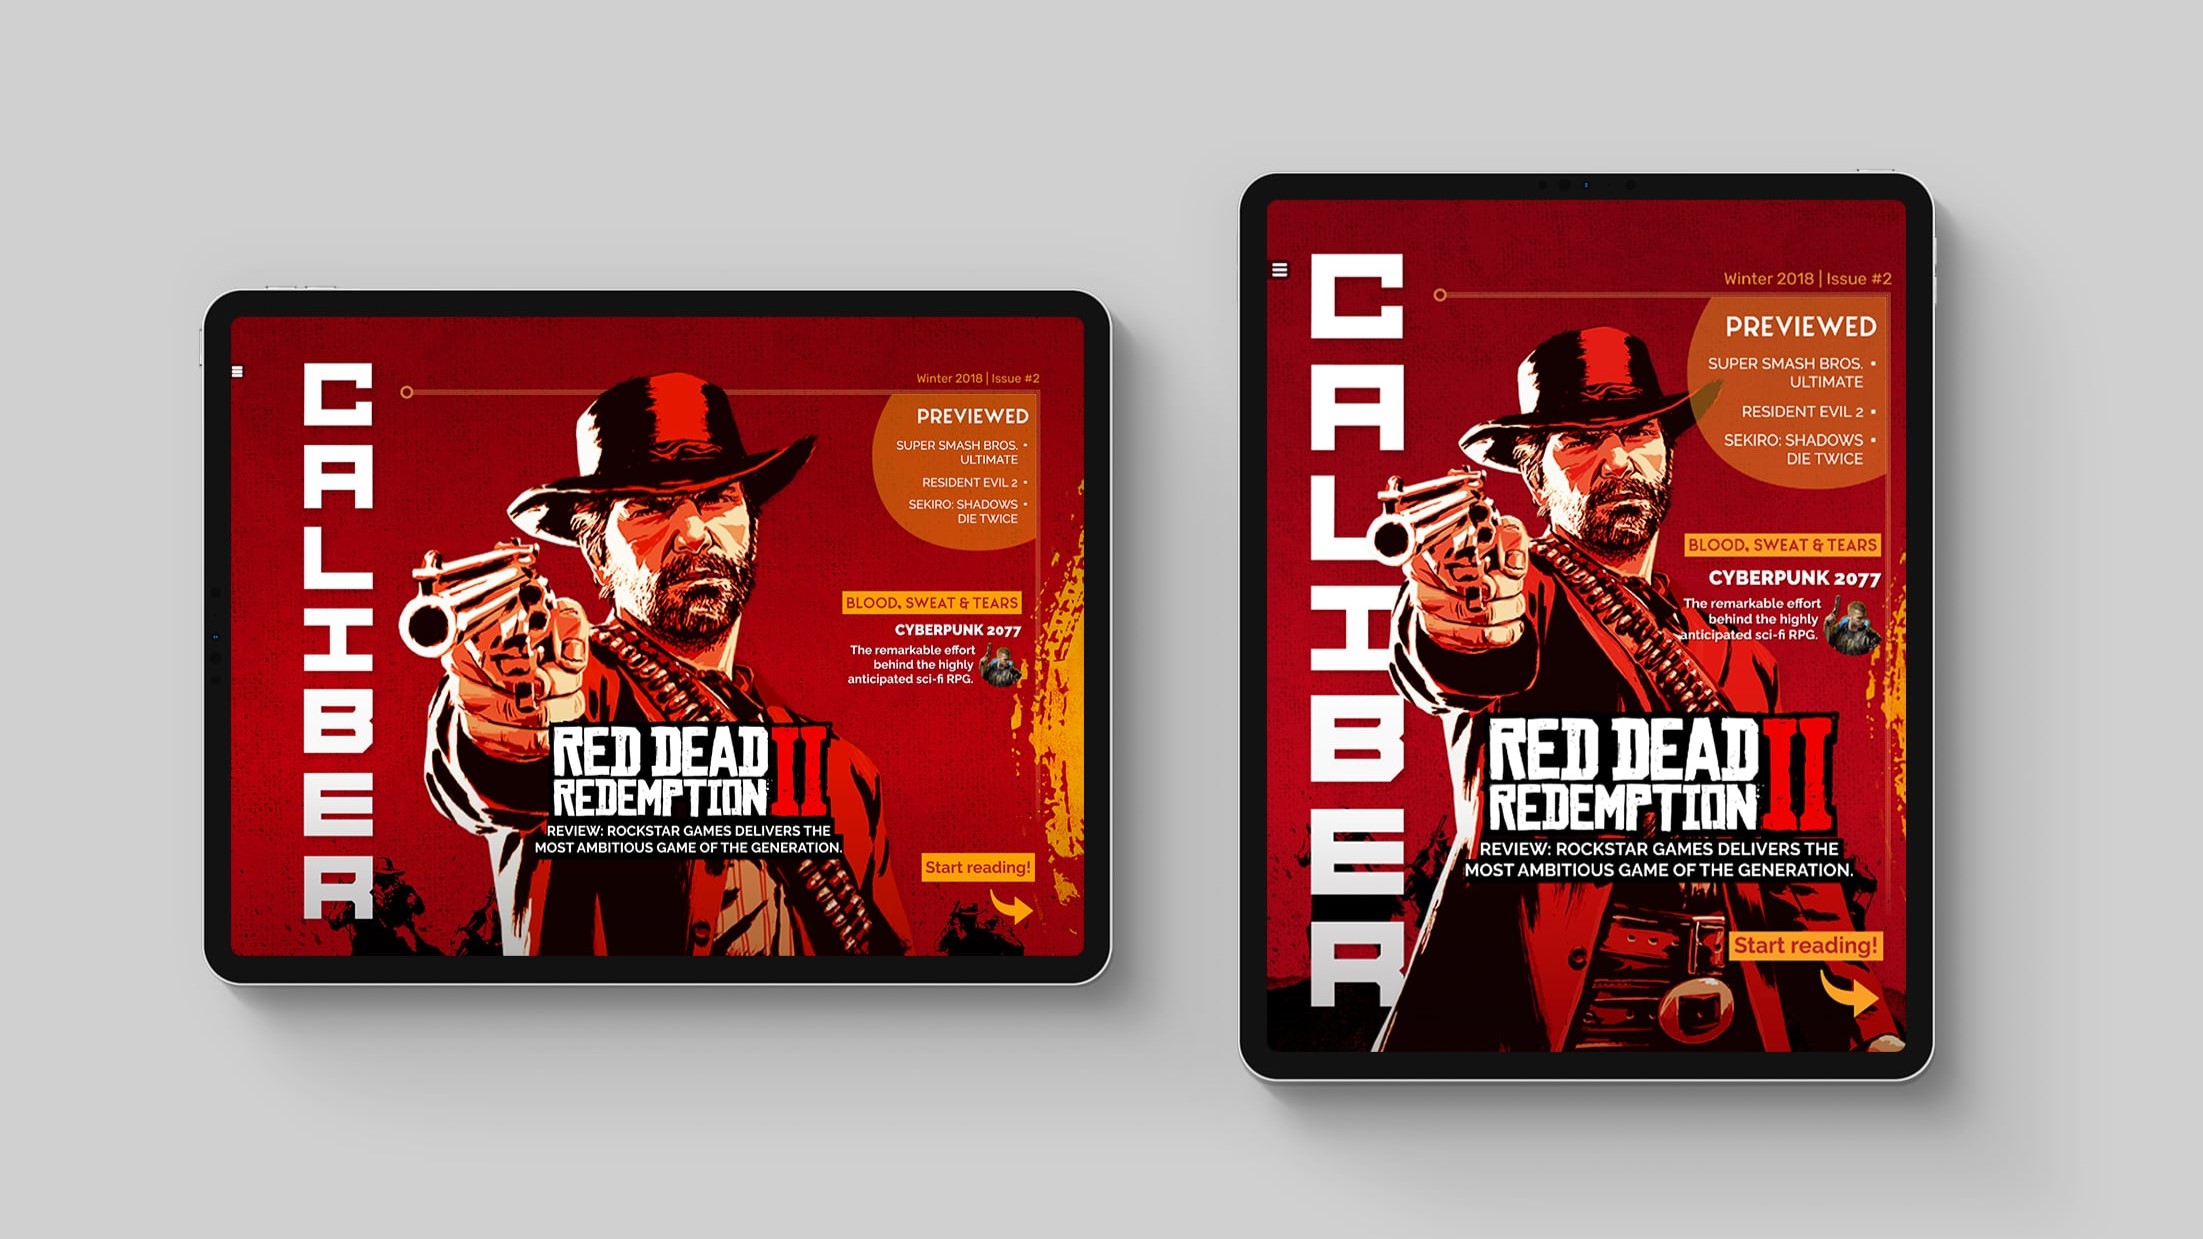 CALIBER
Winter 2018 | Issue #2
PREVIEWED
SUPER SMASH BROS. •
ULTIMATE
RESIDENT EVIL 2 •
SEKIRO: SHADOWS •
DIE TWICE
BLOOD, SWEAT & TEARS
CYBERPUNK 2077
The remarkable effort
behind the highly
anticipated sci-fi RPG.
RED DEAD
REDEMPTION II
REVIEW: ROCKSTAR GAMES DELIVERS THE
MOST AMBITIOUS GAME OF THE GENERATION.
Start reading!
CALIBER
Winter 2018 | Issue #2
PREVIEWED
SUPER SMASH BROS. •
ULTIMATE
RESIDENT EVIL 2 •
SEKIRO: SHADOWS •
DIE TWICE
BLOOD, SWEAT & TEARS
CYBERPUNK 2077
The remarkable effort
behind the highly
anticipated sci-fi RPG.
RED DEAD
REDEMPTION II
REVIEW: ROCKSTAR GAMES DELIVERS THE
MOST AMBITIOUS GAME OF THE GENERATION.
Start reading!